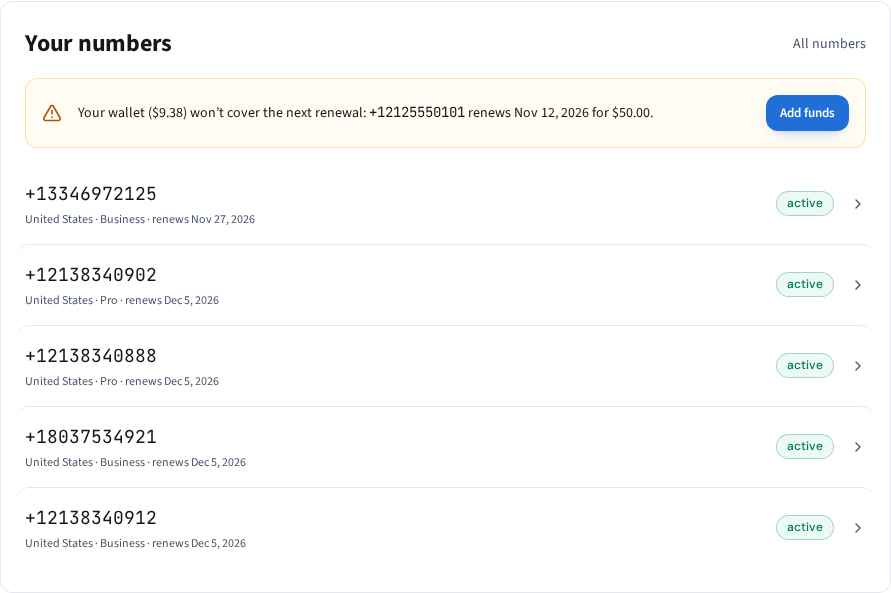 Your numbers
All numbers
Your wallet ($9.38) won’t cover the next renewal: +12125550101 renews Nov 12, 2026 for $50.00.
Add funds
+13346972125
United States · Business · renews Nov 27, 2026
active
+12138340902
United States · Pro · renews Dec 5, 2026
active
+12138340888
United States · Pro · renews Dec 5, 2026
active
+18037534921
United States · Business · renews Dec 5, 2026
active
+12138340912
United States · Business · renews Dec 5, 2026
active